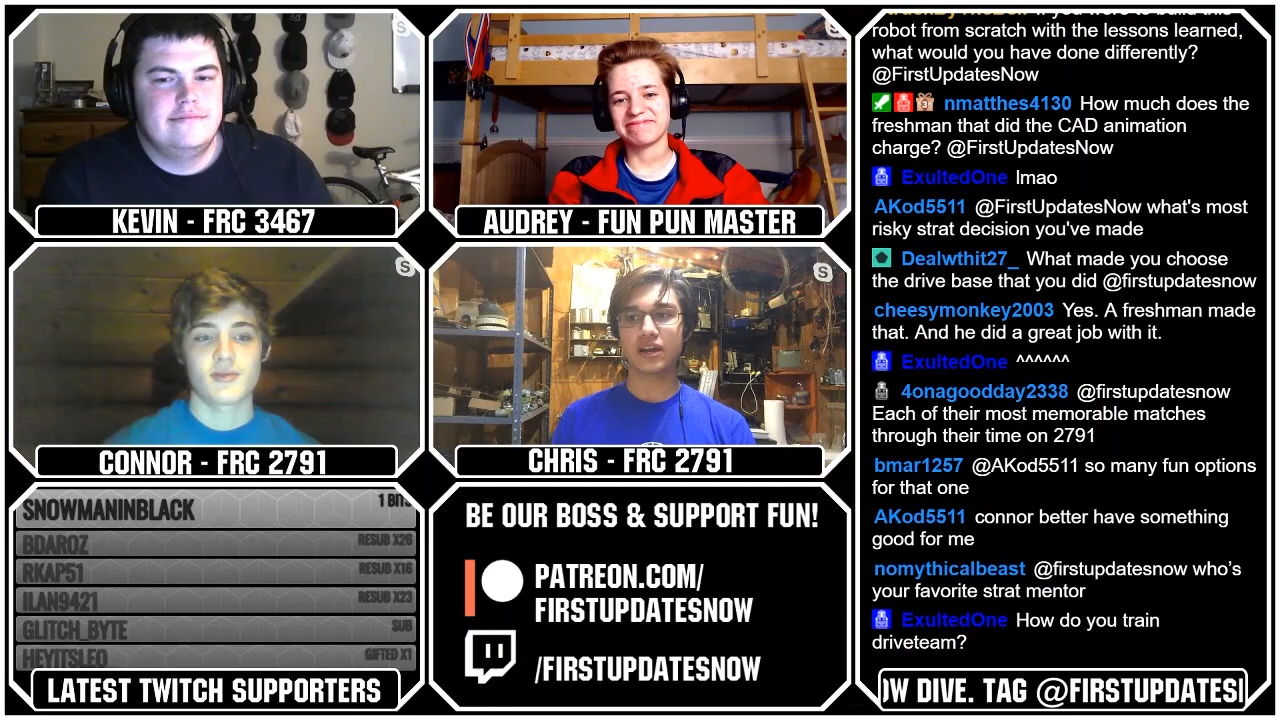 KEVIN - FRC 3467
AUDREY - FUN PUN MASTER
CONNOR - FRC 2791
CHRIS - FRC 2791
SNOWMANINBLACK 1 BITS
BDAROZ RESUB X26
RKAP51 RESUB X16
ILAN9421 RESUB X23
GLITCH_BYTE SUB
HEYITSLEO GIFTED X1
LATEST TWITCH SUPPORTERS
BE OUR BOSS & SUPPORT FUN!
PATREON.COM/
FIRSTUPDATESNOW
/FIRSTUPDATESNOW
robot from scratch with the lessons learned,
what would you have done differently?
@FirstUpdatesNow
nmatthes4130 How much does the
freshman that did the CAD animation
charge? @FirstUpdatesNow
ExultedOne lmao
AKod5511 @FirstUpdatesNow what's most
risky strat decision you've made
Dealwthit27_ What made you choose
the drive base that you did @firstupdatesnow
cheesymonkey2003 Yes. A freshman made
that. And he did a great job with it.
ExultedOne ^^^^^^
4onagoodday2338 @firstupdatesnow
Each of their most memorable matches
through their time on 2791
bmar1257 @AKod5511 so many fun options
for that one
AKod5511 connor better have something
good for me
nomythicalbeast @firstupdatesnow who's
your favorite strat mentor
ExultedOne How do you train
driveteam?
OW DIVE. TAG @FIRSTUPDATES